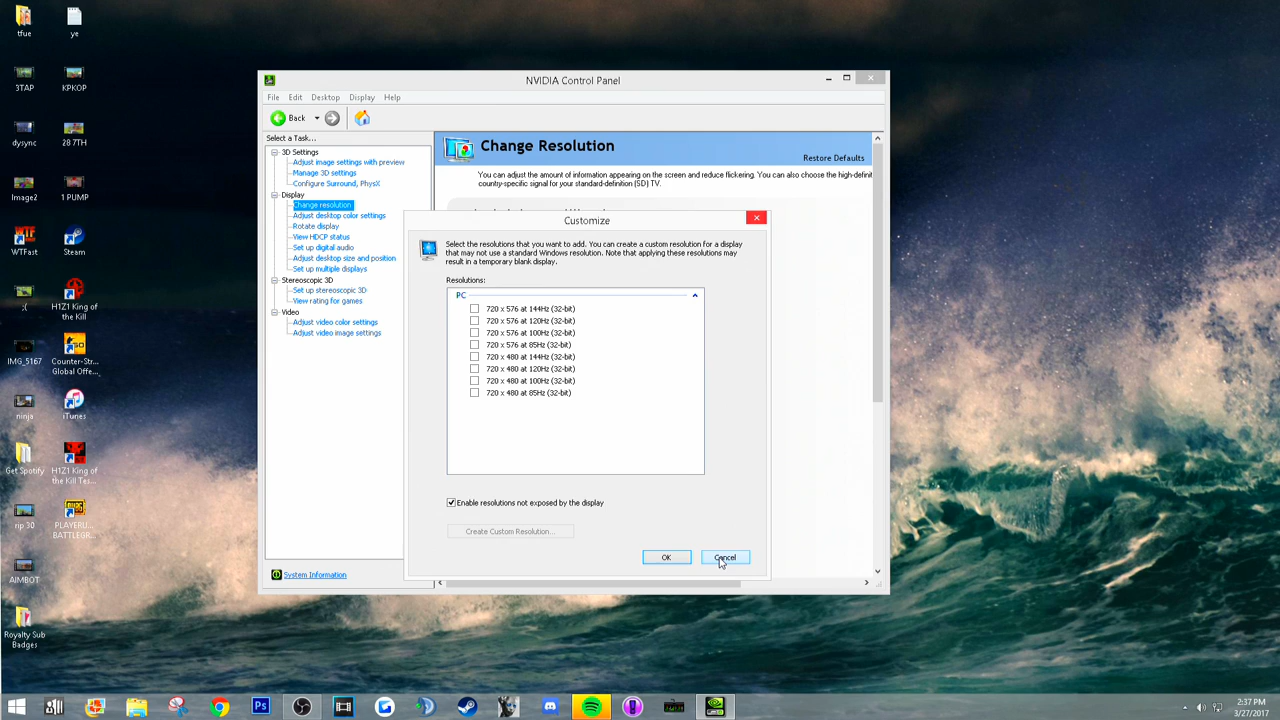 tfue
ye
3TAP
KPKOP
dysync
28 7TH
Image2
1 PUMP
WTF
WTFast
Steam
;(
H1Z1 King of
the Kill
IMG_5167
Counter-Str...
Global Offe...
ninja
iTunes
Get Spotify
H1Z1 King of
the Kill Tes...
rip 30
PLAYERU...
BATTLEGR...
AIMBOT
Royalty Sub
Badges
NVIDIA Control Panel
File Edit Desktop Display Help
Back
Select a Task...
3D Settings
Adjust image settings with preview
Manage 3D settings
Configure Surround, PhysX
Display
Change resolution
Adjust desktop color settings
Rotate display
View HDCP status
Set up digital audio
Adjust desktop size and position
Set up multiple displays
Stereoscopic 3D
Set up stereoscopic 3D
View rating for games
Video
Adjust video color settings
Adjust video image settings
System Information
Change Resolution
Restore Defaults
You can adjust the amount of information appearing on the screen and reduce flickering. You can also choose the high-definit
country-specific signal for your standard-definition (SD) TV.
Customize
Select the resolutions that you want to add. You can create a custom resolution for a display
that may not use a standard Windows resolution. Note that applying these resolutions may
result in a temporary blank display.
Resolutions:
PC
720 x 576 at 144Hz (32-bit)
720 x 576 at 120Hz (32-bit)
720 x 576 at 100Hz (32-bit)
720 x 576 at 85Hz (32-bit)
720 x 480 at 144Hz (32-bit)
720 x 480 at 120Hz (32-bit)
720 x 480 at 100Hz (32-bit)
720 x 480 at 85Hz (32-bit)
Enable resolutions not exposed by the display
Create Custom Resolution...
OK Cancel
Ps
2:37 PM
3/27/2017